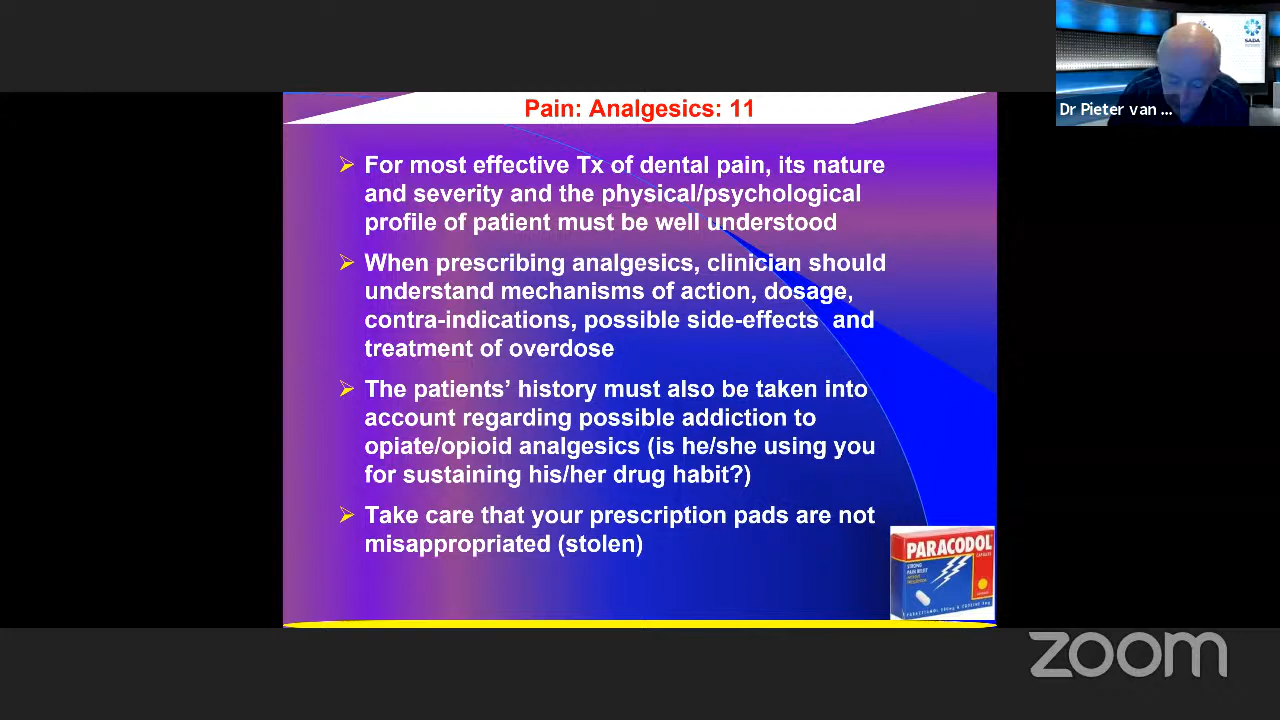 SADA
Dr Pieter van ...
Pain: Analgesics: 11
For most effective Tx of dental pain, its nature
and severity and the physical/psychological
profile of patient must be well understood
When prescribing analgesics, clinician should
understand mechanisms of action, dosage,
contra-indications, possible side-effects and
treatment of overdose
The patients’ history must also be taken into
account regarding possible addiction to
opiate/opioid analgesics (is he/she using you
for sustaining his/her drug habit?)
Take care that your prescription pads are not
misappropriated (stolen)
PARACODOL
CAPSULES
STRONG
PAIN RELIEF
zoom